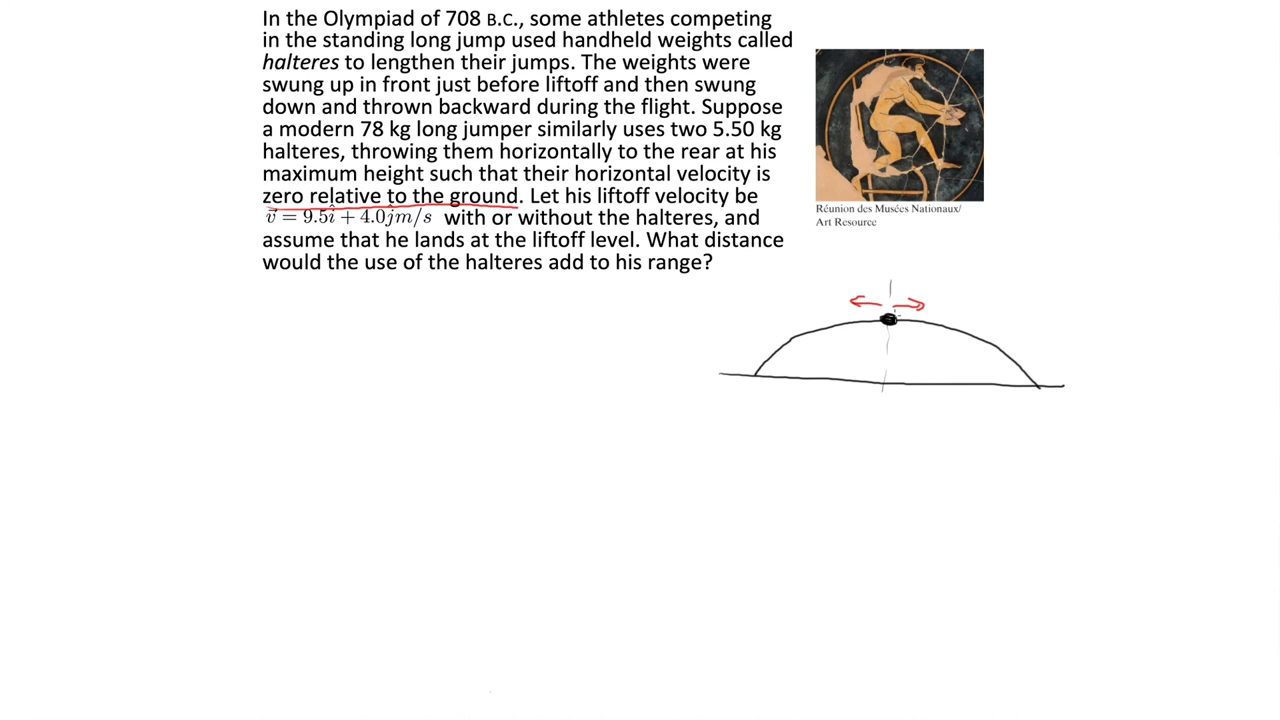 In the Olympiad of 708 B.C., some athletes competing
in the standing long jump used handheld weights called
halteres to lengthen their jumps. The weights were
swung up in front just before liftoff and then swung
down and thrown backward during the flight. Suppose
a modern 78 kg long jumper similarly uses two 5.50 kg
halteres, throwing them horizontally to the rear at his
maximum height such that their horizontal velocity is
zero relative to the ground. Let his liftoff velocity be
v⃗ = 9.5î + 4.0ĵm/s with or without the halteres, and
assume that he lands at the liftoff level. What distance
would the use of the halteres add to his range?
Réunion des Musées Nationaux/
Art Resource